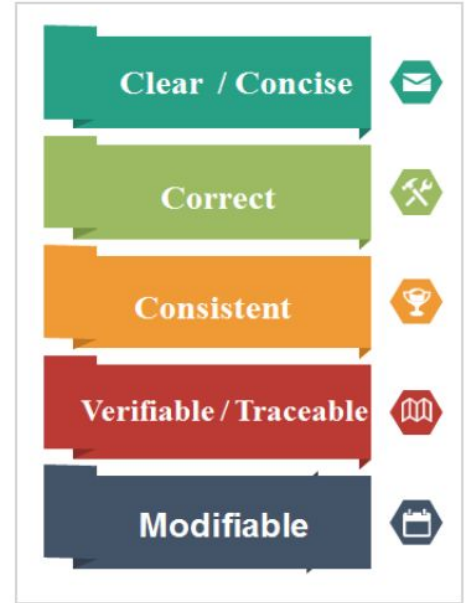 Clear / Concise
Correct
Consistent
Verifiable / Traceable
Modifiable